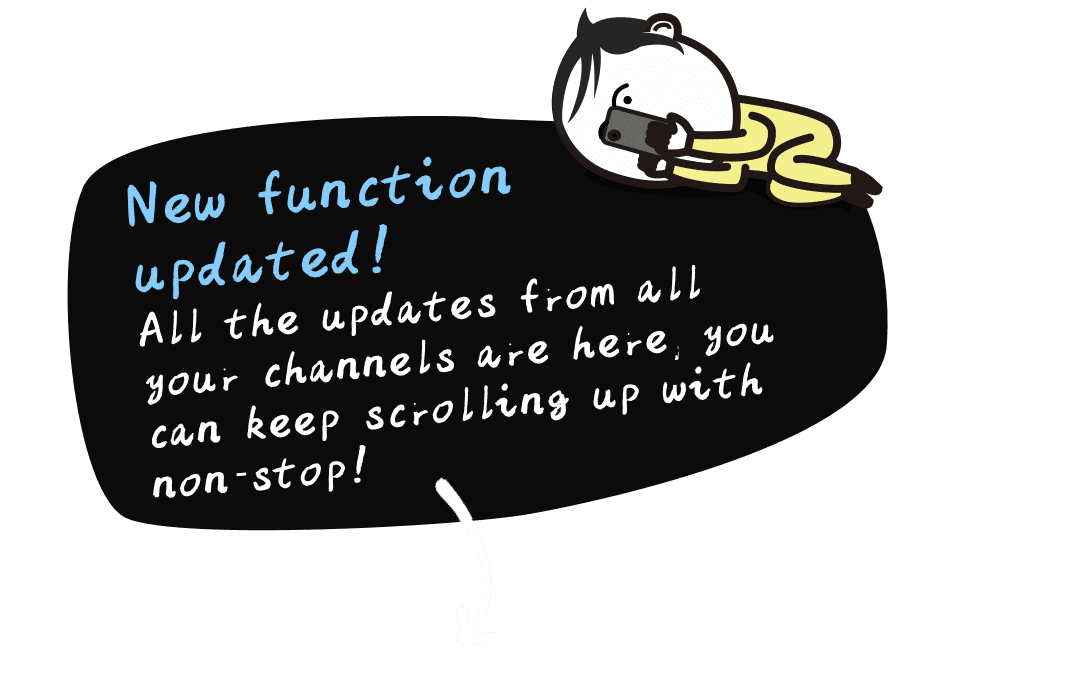 New function
updated!
All the updates from all
your channels are here, you
can keep scrolling up with
non-stop!